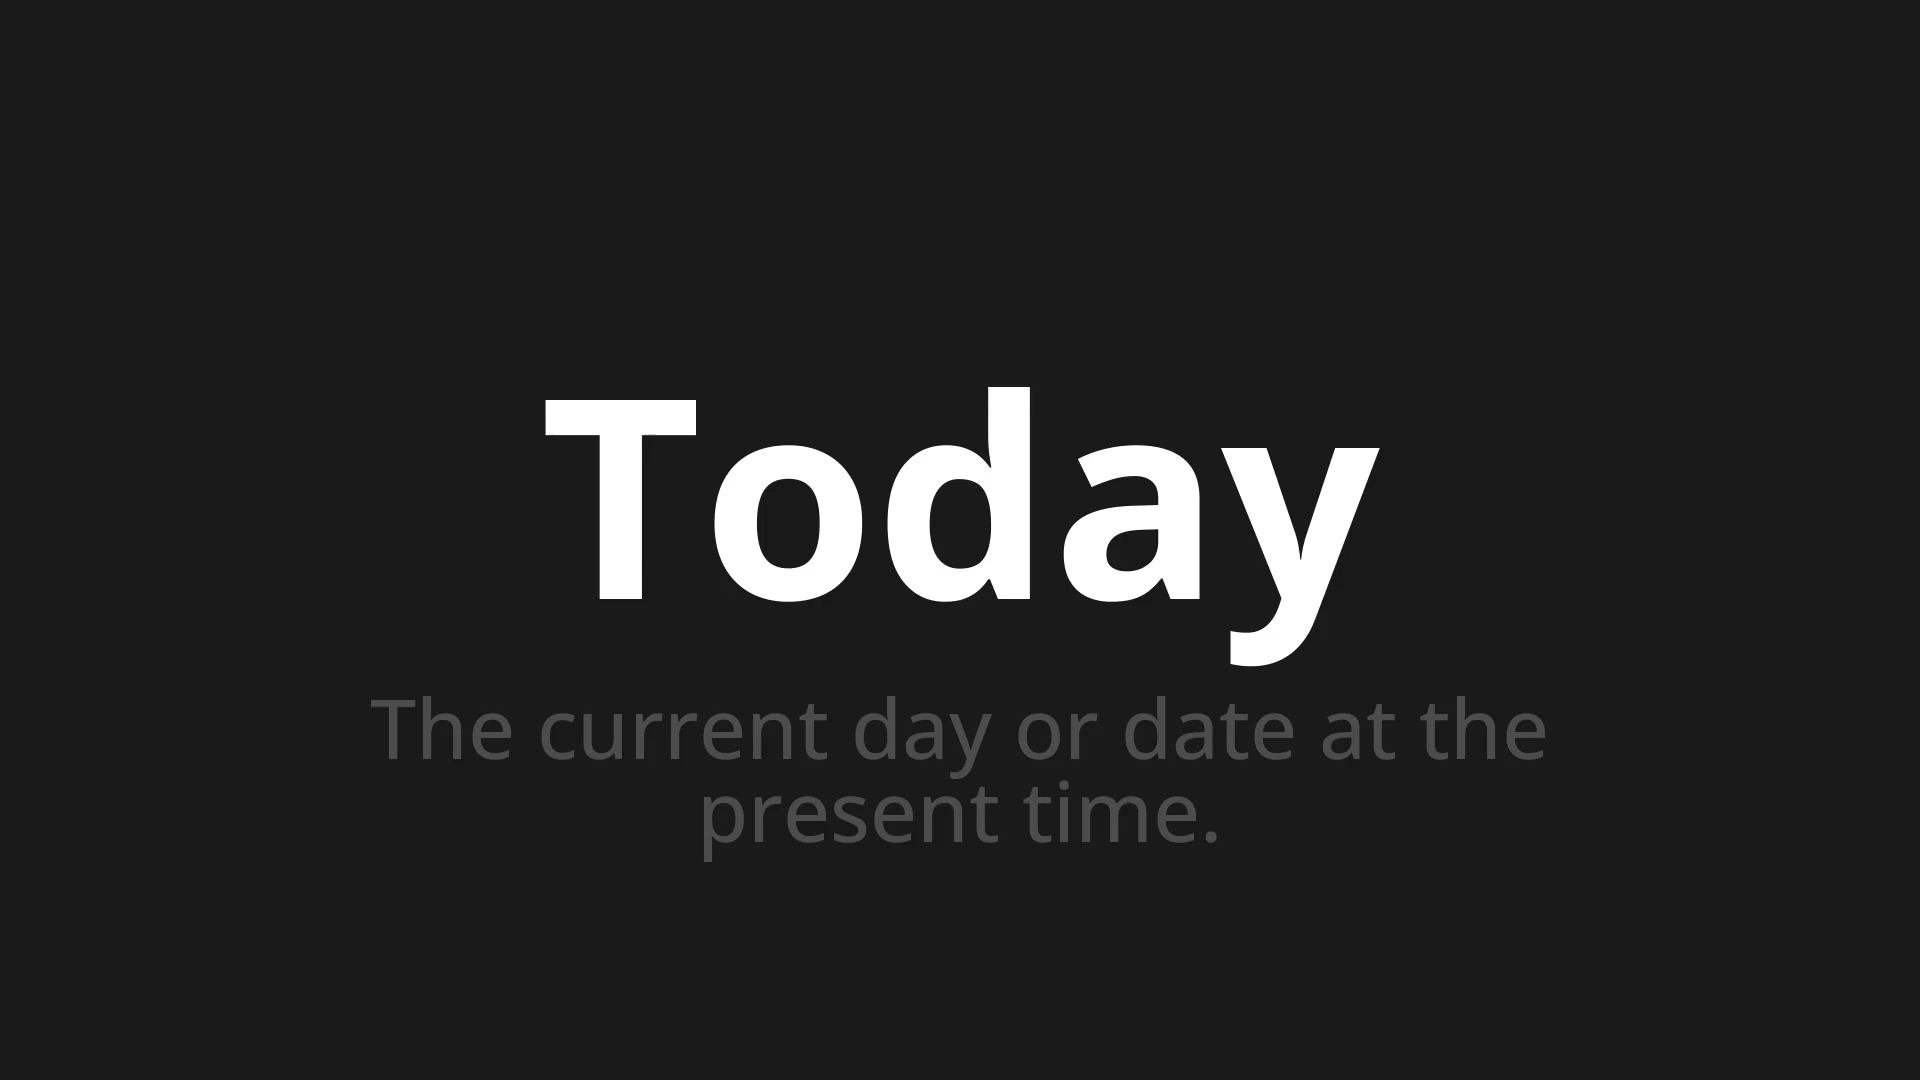 Today
The current day or date at the
present time.